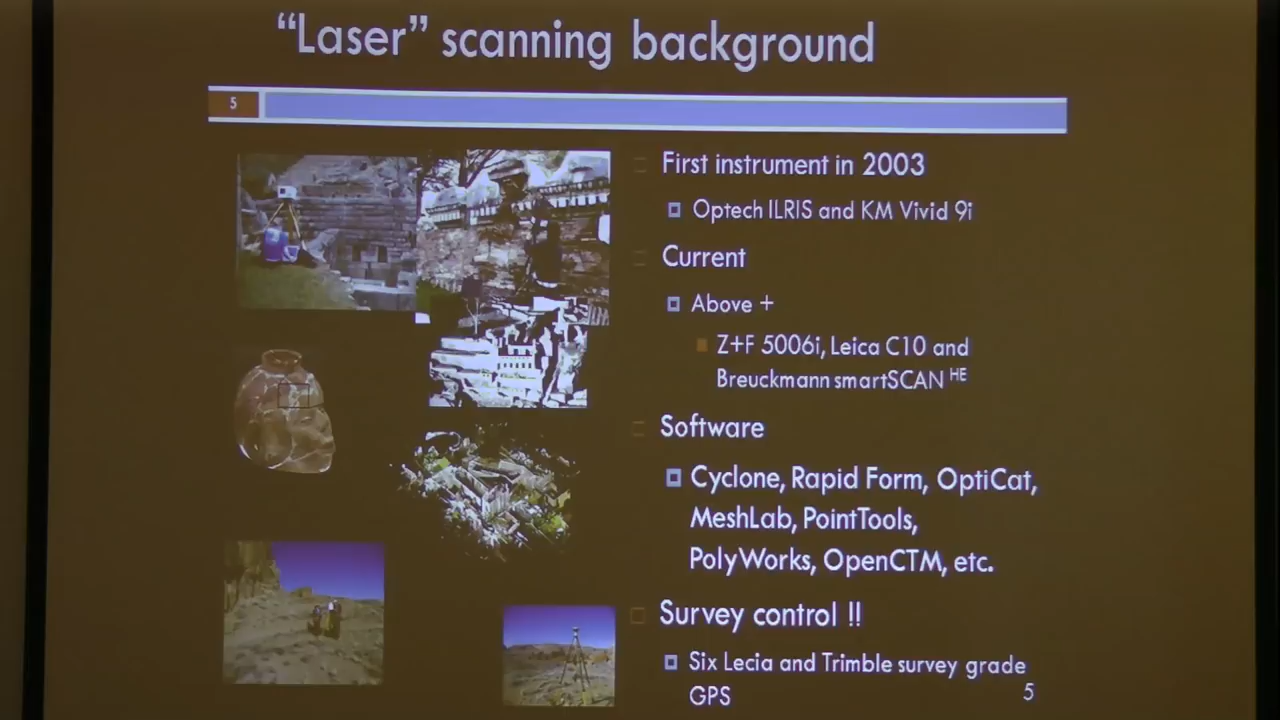 “Laser” scanning background
5
First instrument in 2003
Optech ILRIS and KM Vivid 9i
Current
Above +
Z+F 5006i, Leica C10 and
Breuckmann smartSCAN HE
Software
Cyclone, Rapid Form, OptiCat,
MeshLab, PointTools,
PolyWorks, OpenCTM, etc.
Survey control !!
Six Lecia and Trimble survey grade
GPS
5